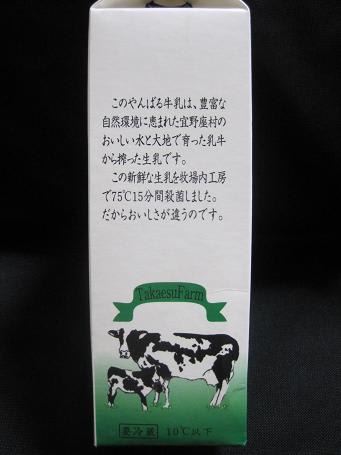 このやんばる牛乳は、豊富な
自然環境に恵まれた宜野座村の
おいしい水と大地で育った乳牛
から搾った生乳です。
この新鮮な生乳を牧場内工房
で75℃15分間殺菌しました。
だからおいしさが違うのです。
TakaesuFarm
要冷蔵 10℃以下